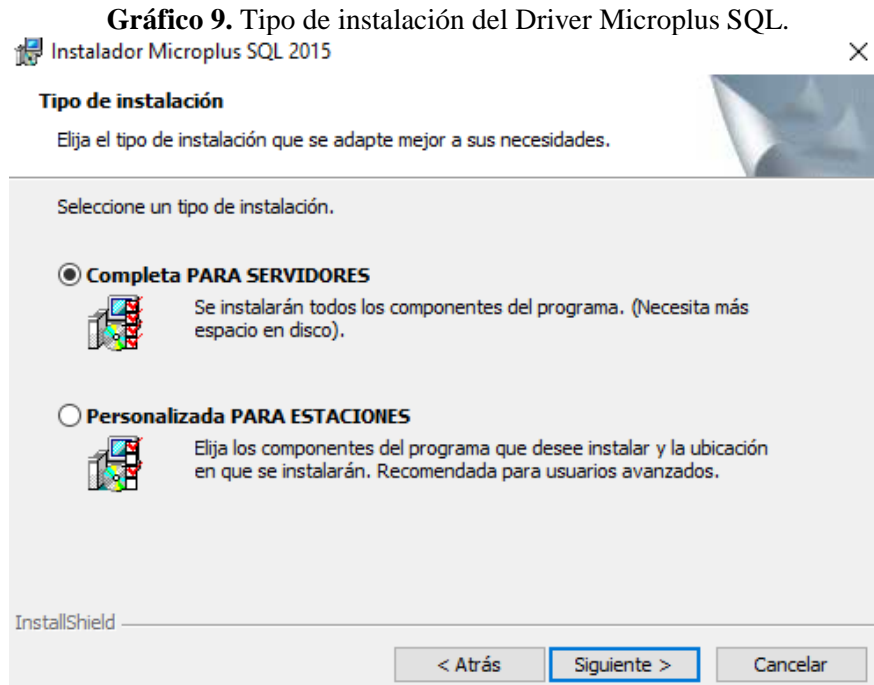 Gráfico 9. Tipo de instalación del Driver Microplus SQL.
Instalador Microplus SQL 2015
Tipo de instalación
Elija el tipo de instalación que se adapte mejor a sus necesidades.
Seleccione un tipo de instalación.
Completa PARA SERVIDORES
Se instalarán todos los componentes del programa. (Necesita más
espacio en disco).
Personalizada PARA ESTACIONES
Elija los componentes del programa que desee instalar y la ubicación
en que se instalarán. Recomendada para usuarios avanzados.
InstallShield
< Atrás
Siguiente >
Cancelar